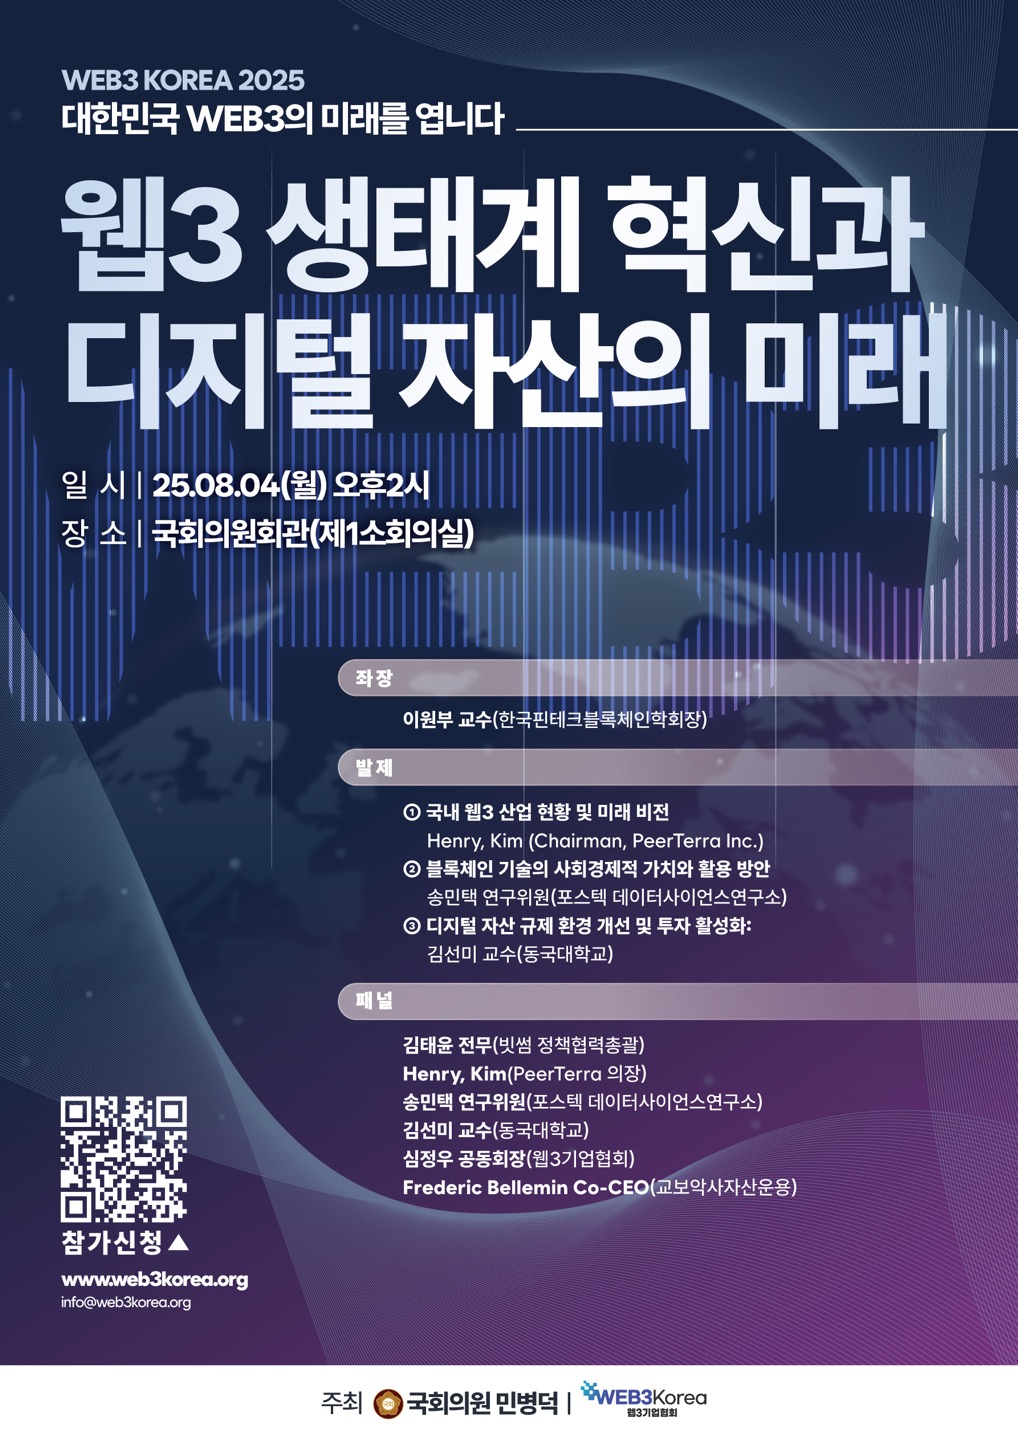 WEB3 KOREA 2025
대한민국 WEB3의 미래를 엽니다
웹3 생태계 혁신과
디지털 자산의 미래
일 시 | 25.08.04(월) 오후2시
장 소 | 국회의원회관(제1소회의실)
좌장
이원부 교수(한국핀테크블록체인학회장)
발제
① 국내 웹3 산업 현황 및 미래 비전
Henry, Kim (Chairman, PeerTerra Inc.)
② 블록체인 기술의 사회경제적 가치와 활용 방안
송민택 연구위원(포스텍 데이터사이언스연구소)
③ 디지털 자산 규제 환경 개선 및 투자 활성화:
김선미 교수(동국대학교)
패널
김태윤 전무(빗썸 정책협력총괄)
Henry, Kim(PeerTerra 의장)
송민택 연구위원(포스텍 데이터사이언스연구소)
김선미 교수(동국대학교)
심정우 공동회장(웹3기업협회)
Frederic Bellemin Co-CEO(교보악사자산운용)
참가신청▲
www.web3korea.org
info@web3korea.org
주최 국회의원 민병덕 | WEB3Korea
웹3기업협회